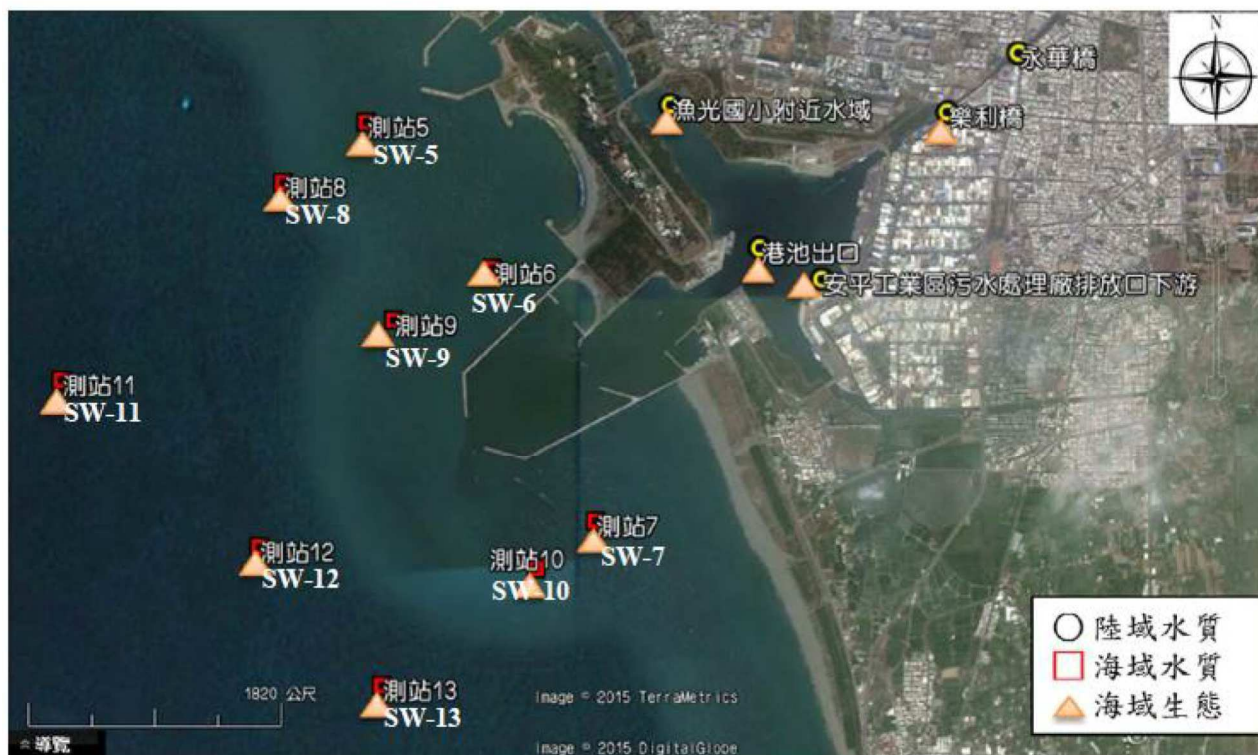 N
永華橋
漁光國小附近水域
樂利橋
測站5
SW-5
測站8
SW-8
港池出口
測站6
SW-6
安平工業區污水處理廠排放口下游
測站9
SW-9
測站11
SW-11
測站7
SW-7
測站12
SW-12
測站10
SW-10
測站13
SW-13
陸域水質
海域水質
海域生態
1820 公尺
Image © 2015 TerraMetrics
Image © 2015 DigitalGlobe
導覽